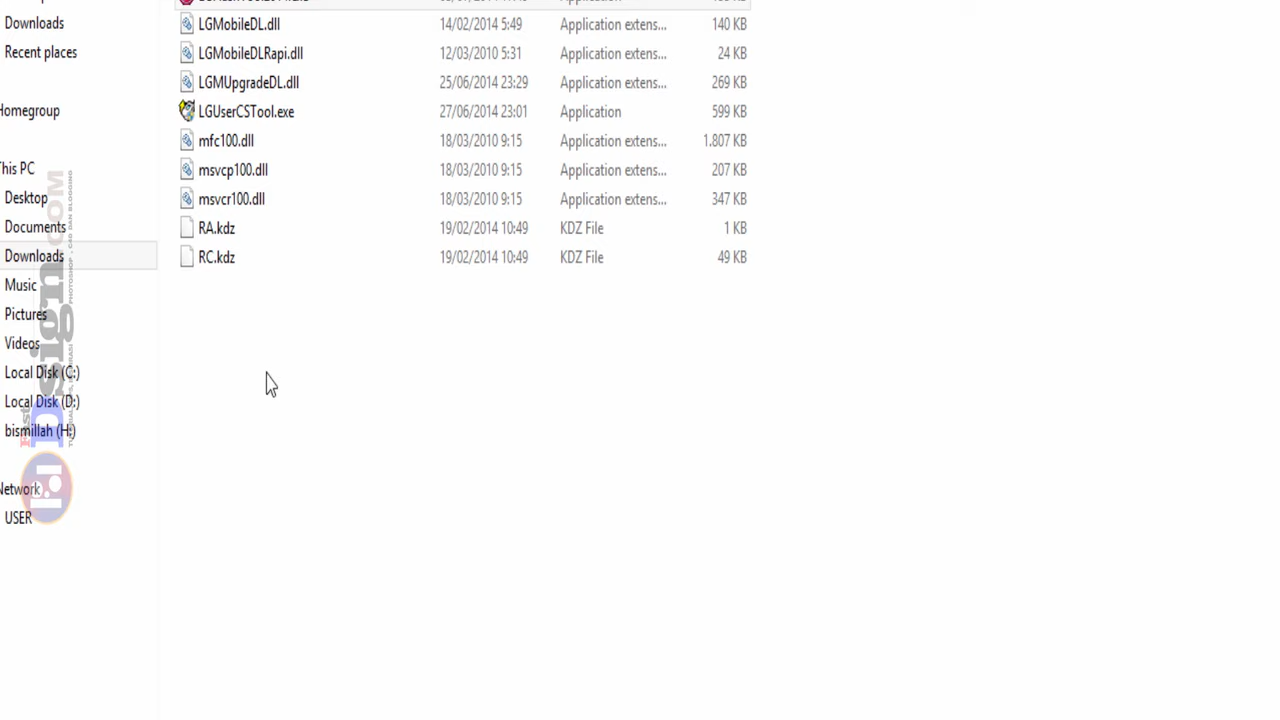 Downloads
Recent places
Homegroup
This PC
Desktop
Documents
Downloads
Music
Pictures
Videos
Local Disk (C:)
Local Disk (D:)
bismillah (H:)
Network
USER
LGMobileDL.dll 14/02/2014 5:49 Application extens... 140 KB
LGMobileDLRapi.dll 12/03/2010 5:31 Application extens... 24 KB
LGMUpgradeDL.dll 25/06/2014 23:29 Application extens... 269 KB
LGUserCSTool.exe 27/06/2014 23:01 Application 599 KB
mfc100.dll 18/03/2010 9:15 Application extens... 1.807 KB
msvcp100.dll 18/03/2010 9:15 Application extens... 207 KB
msvcr100.dll 18/03/2010 9:15 Application extens... 347 KB
RA.kdz 19/02/2014 10:49 KDZ File 1 KB
RC.kdz 19/02/2014 10:49 KDZ File 49 KB
Fast Dsign.COM